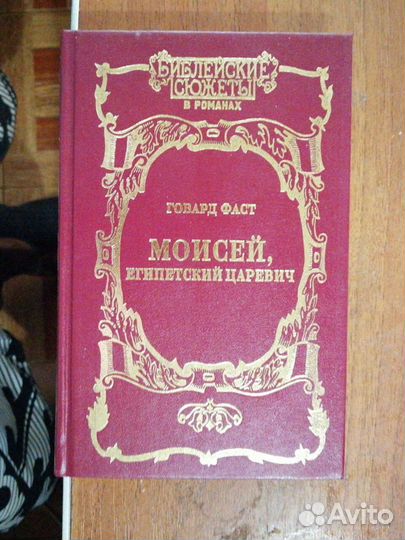 БИБЛЕЙСКИЕ
СЮЖЕТЫ
В РОМАНАХ
ГОВАРД ФАСТ
МОИСЕЙ,
ЕГИПЕТСКИЙ ЦАРЕВИЧ
Avito